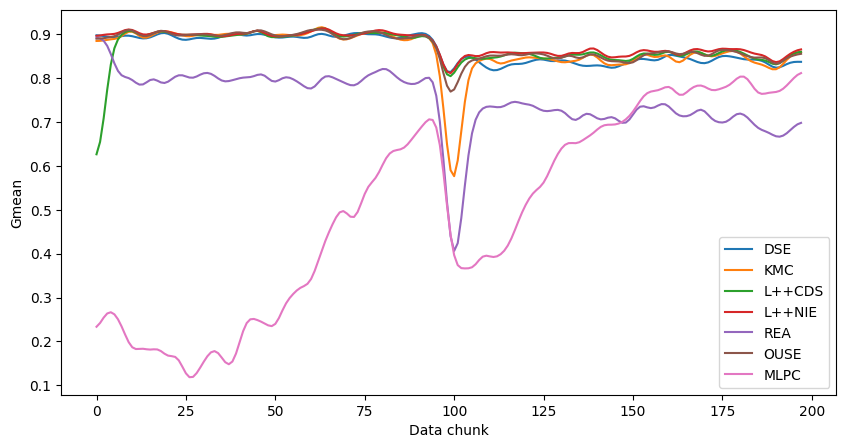 0.9
0.8
0.7
0.6
0.5
0.4
0.3
0.2
0.1
Gmean
0 25 50 75 100 125 150 175 200
Data chunk
DSE
KMC
L++CDS
L++NIE
REA
OUSE
MLPC